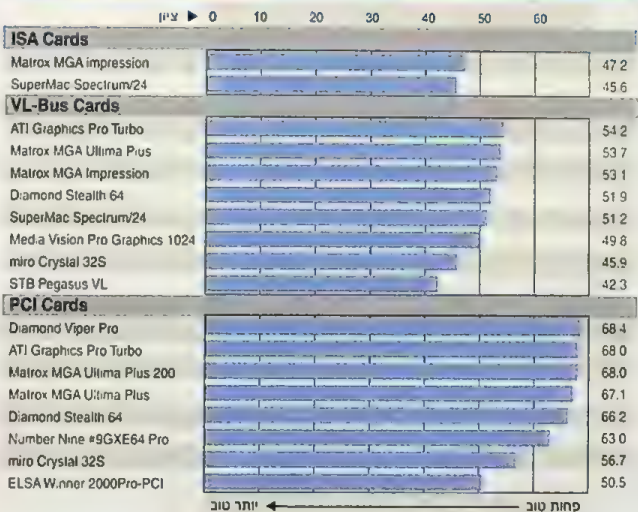 ציון ▶ 0 10 20 30 40 50 60
ISA Cards
Matrox MGA impression 47.2
SuperMac Spectrum/24 45.6
VL-Bus Cards
ATI Graphics Pro Turbo 54.2
Matrox MGA Ultima Plus 53.7
Matrox MGA Impression 53.1
Diamond Stealth 64 51.9
SuperMac Spectrum/24 51.2
Media Vision Pro Graphics 1024 49.8
miro Crystal 32S 45.9
STB Pegasus VL 42.3
PCI Cards
Diamond Viper Pro 68.4
ATI Graphics Pro Turbo 68.0
Matrox MGA Ultima Plus 200 68.0
Matrox MGA Ultima Plus 67.1
Diamond Stealth 64 66.2
Number Nine #9GXE64 Pro 63.0
miro Crystal 32S 56.7
ELSA Winner 2000Pro-PCI 50.5
פחות טוב ← יותר טוב